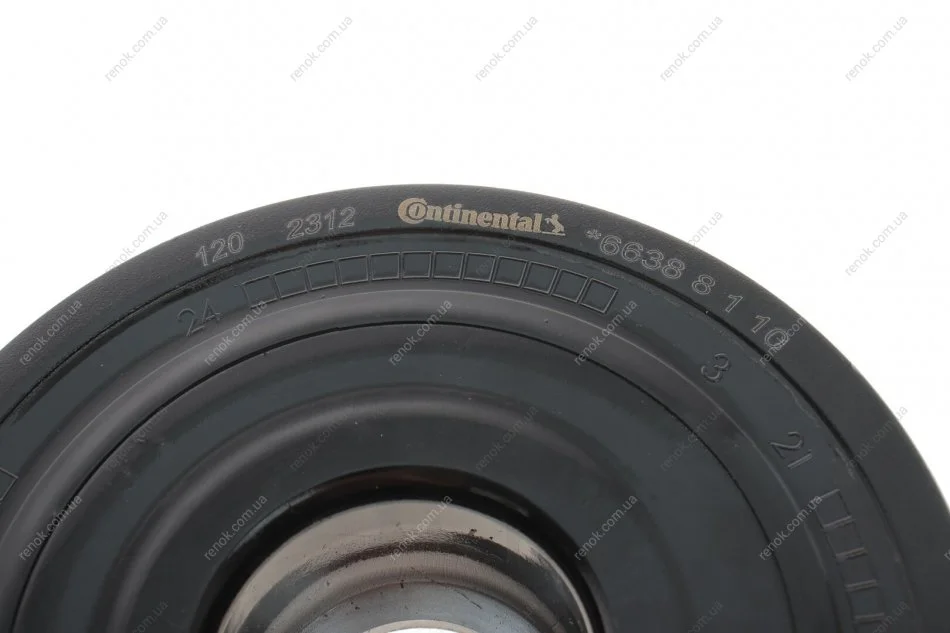 120 2312 Continental *6638 8 1 10
24 3 21
renok.com.ua